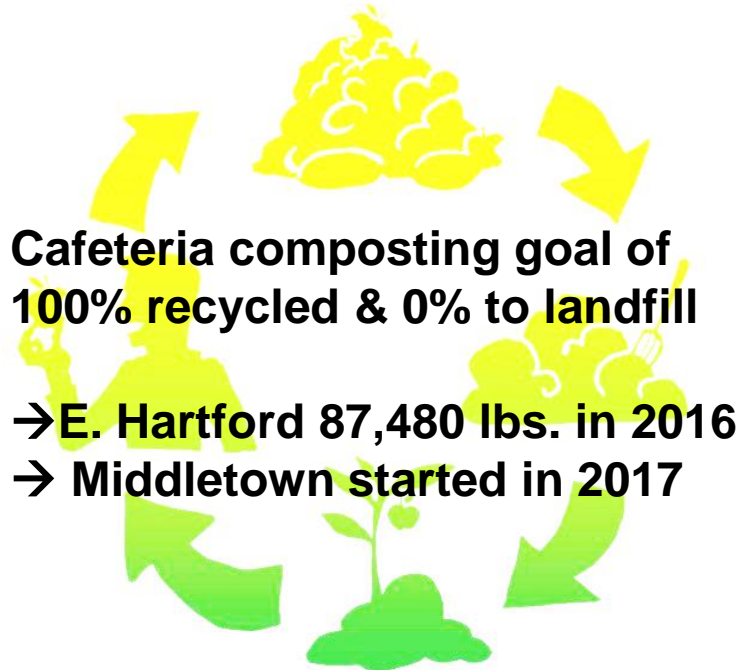 Cafeteria composting goal of
100% recycled & 0% to landfill
→E. Hartford 87,480 lbs. in 2016
→ Middletown started in 2017